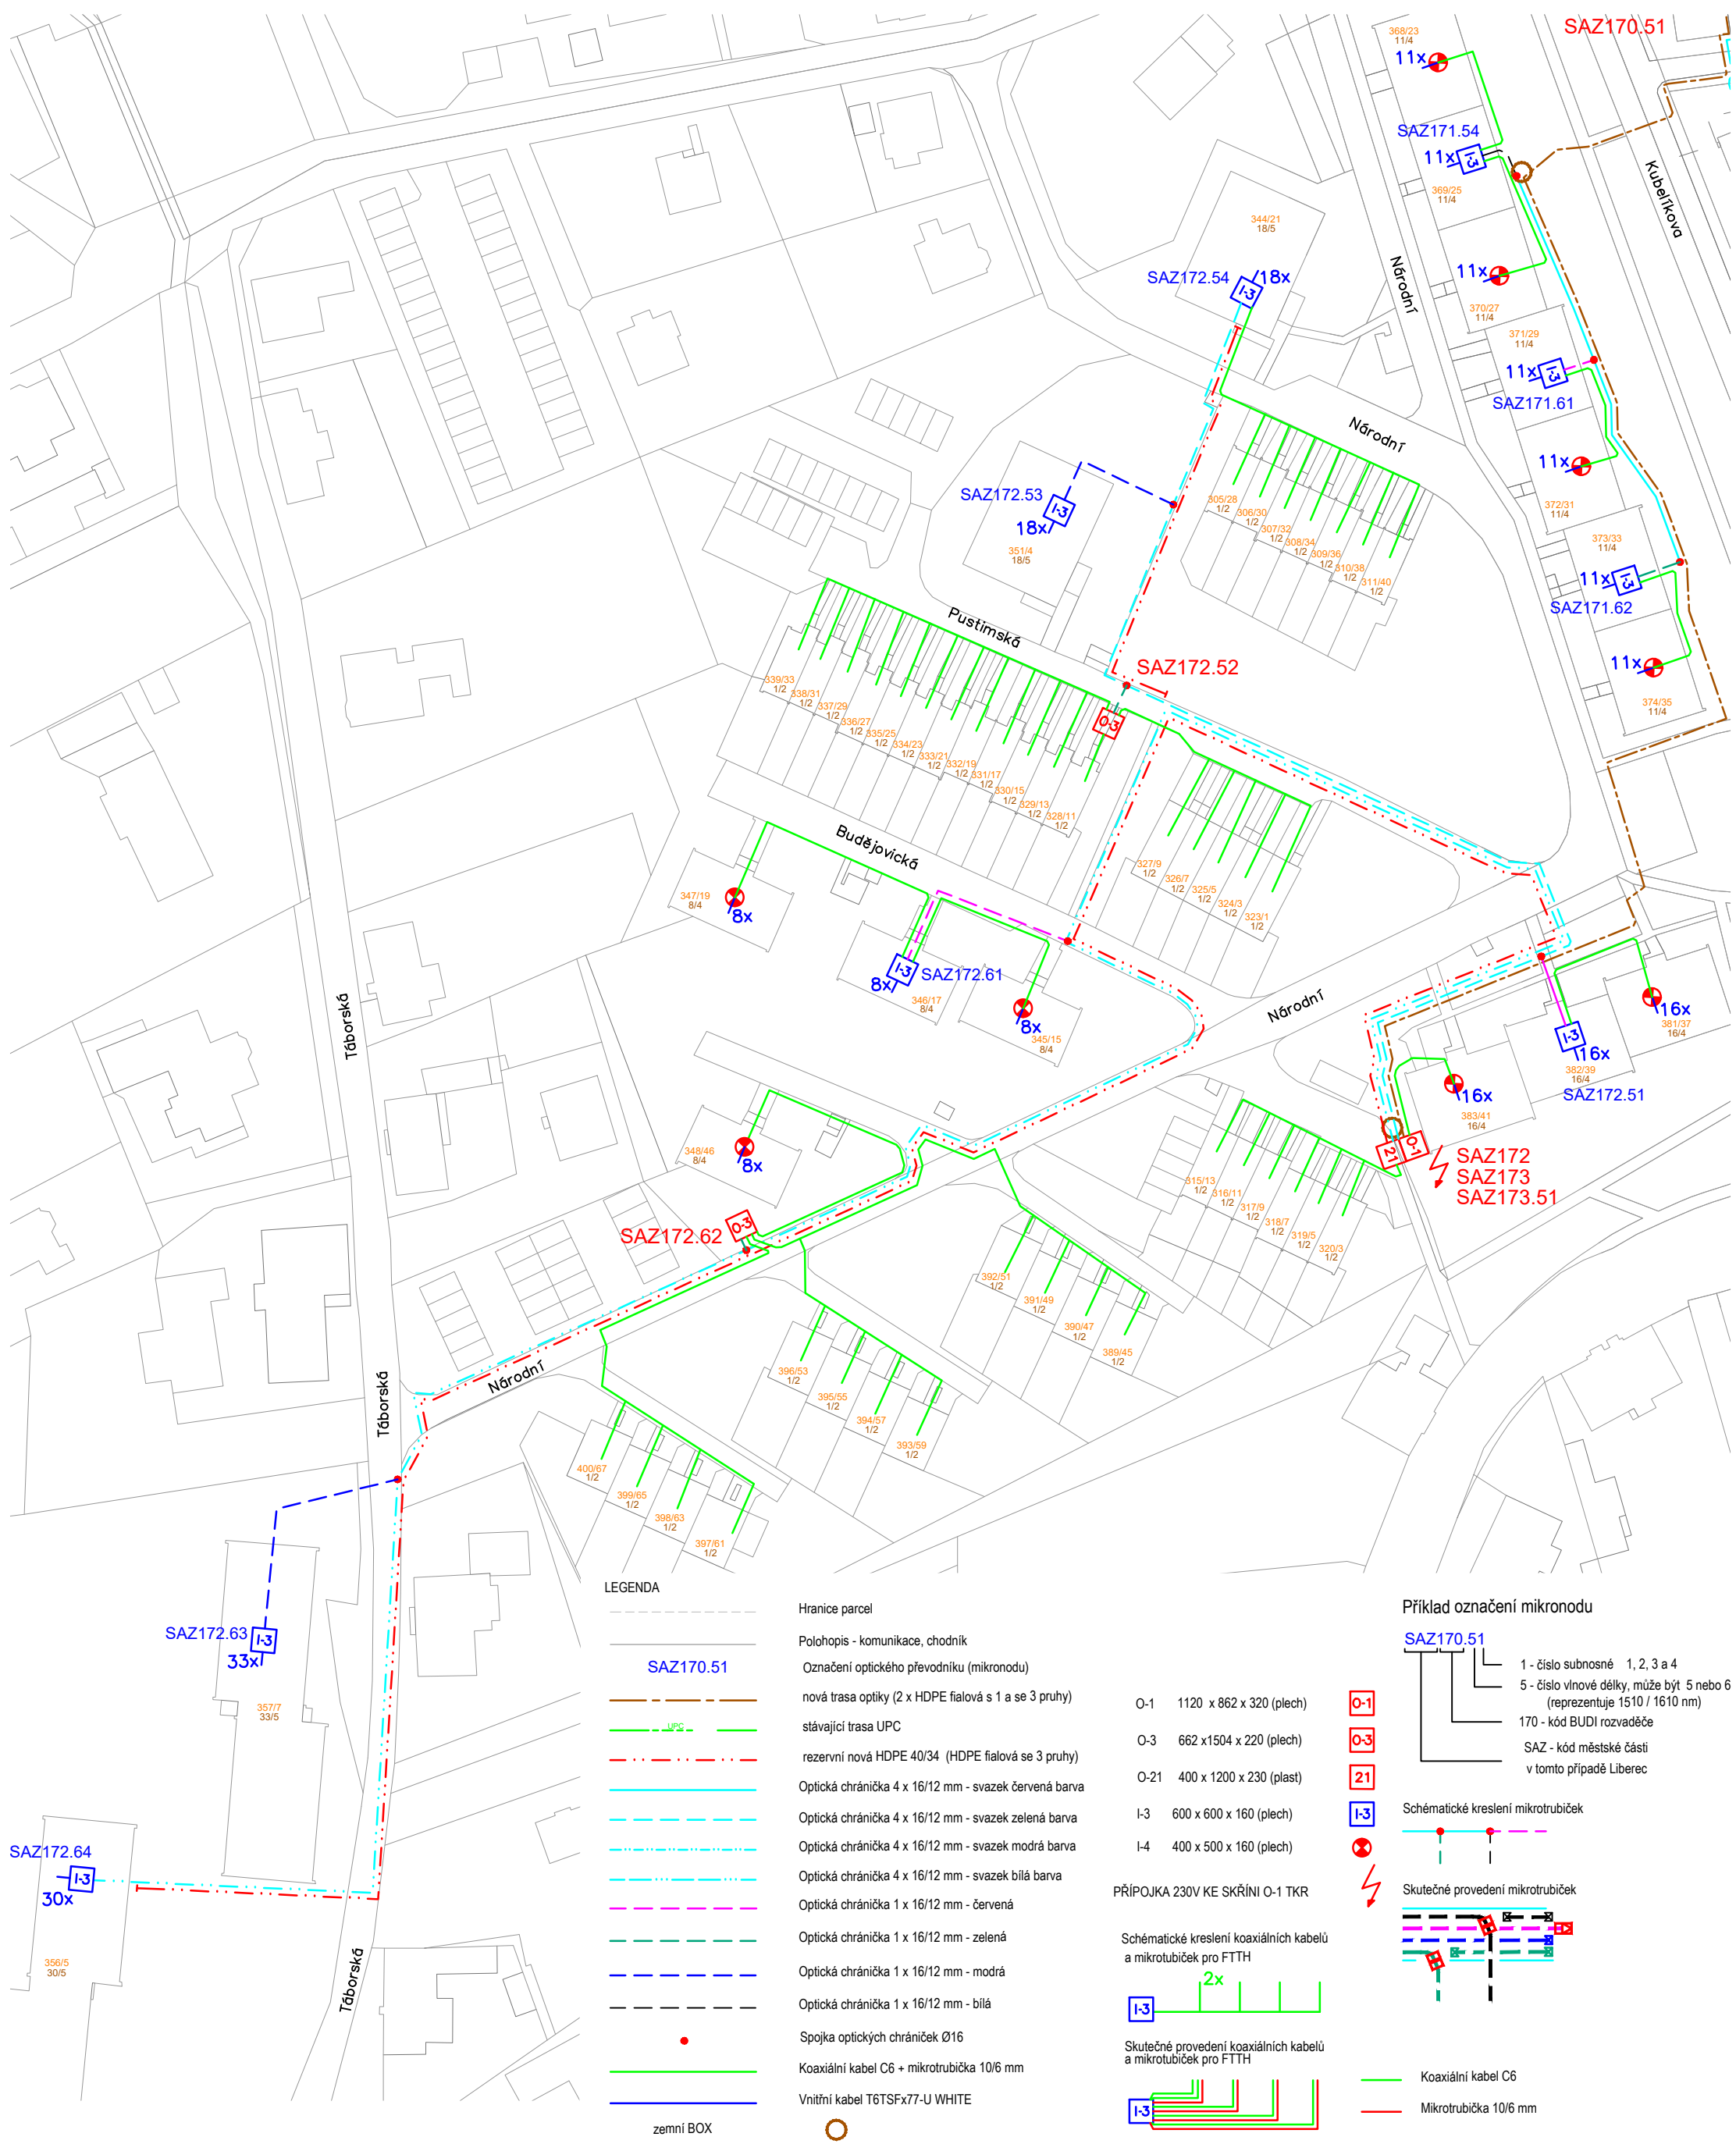 SAZ170.51
368/23
11/4
11x
SAZ171.54
11x
I-3
369/25
11/4
Kubelíkova
344/21
18/5
SAZ172.54
18x
I-3
Národní
11x
370/27
11/4
371/29
11/4
11x
I-3
SAZ171.61
Národní
11x
372/31
11/4
SAZ172.53
I-3
18x
351/4
18/5
305/28
1/2
306/30
1/2
307/32
1/2
308/34
1/2
309/36
1/2
310/38
1/2
311/40
1/2
373/33
11/4
11x
I-3
SAZ171.62
Pustimská
SAZ172.52
O-3
11x
374/35
11/4
339/33
1/2
338/31
1/2
337/29
1/2
336/27
1/2
335/25
1/2
334/23
1/2
333/21
1/2
332/19
1/2
331/17
1/2
330/15
1/2
329/13
1/2
328/11
1/2
Budějovická
327/9
1/2
326/7
1/2
325/5
1/2
324/3
1/2
323/1
1/2
347/19
8/4
8x
I-3
SAZ172.61
8x
346/17
8/4
8x
345/15
8/4
Národní
Táborská
16x
381/37
16/4
I-3
16x
382/39
16/4
SAZ172.51
16x
383/41
16/4
O-1
21
SAZ172
SAZ173
SAZ173.51
348/46
8/4
8x
SAZ172.62
O-3
315/13
1/2
316/11
1/2
317/9
1/2
318/7
1/2
319/5
1/2
320/3
1/2
392/51
1/2
391/49
1/2
390/47
1/2
389/45
1/2
Národní
Táborská
396/53
1/2
395/55
1/2
394/57
1/2
393/59
1/2
400/67
1/2
399/65
1/2
398/63
1/2
397/61
1/2
SAZ172.63
I-3
33x
357/7
33/5
SAZ172.64
I-3
30x
356/5
30/5
Táborská
LEGENDA
Hranice parcel
Polohopis - komunikace, chodník
SAZ170.51 Označení optického převodníku (mikronodu)
nová trasa optiky (2 x HDPE fialová s 1 a se 3 pruhy)
UPC stávající trasa UPC
rezervní nová HDPE 40/34 (HDPE fialová se 3 pruhy)
Optická chránička 4 x 16/12 mm - svazek červená barva
Optická chránička 4 x 16/12 mm - svazek zelená barva
Optická chránička 4 x 16/12 mm - svazek modrá barva
Optická chránička 4 x 16/12 mm - svazek bílá barva
Optická chránička 1 x 16/12 mm - červená
Optická chránička 1 x 16/12 mm - zelená
Optická chránička 1 x 16/12 mm - modrá
Optická chránička 1 x 16/12 mm - bílá
Spojka optických chrániček Ø16
Koaxiální kabel C6 + mikrotrubička 10/6 mm
Vnitřní kabel T6TSFx77-U WHITE
zemní BOX
O-1 1120 x 862 x 320 (plech) O-1
O-3 662 x1504 x 220 (plech) O-3
O-21 400 x 1200 x 230 (plast) 21
I-3 600 x 600 x 160 (plech) I-3
I-4 400 x 500 x 160 (plech)
PŘÍPOJKA 230V KE SKŘÍNI O-1 TKR
Schématické kreslení koaxiálních kabelů
a mikrotubiček pro FTTH
2x
I-3
Skutečné provedení koaxiálních kabelů
a mikrotubiček pro FTTH
I-3
Příklad označení mikronodu
SAZ170.51
1 - číslo subnosné 1, 2, 3 a 4
5 - číslo vlnové délky, může být 5 nebo 6
(reprezentuje 1510 / 1610 nm)
170 - kód BUDI rozvaděče
SAZ - kód městské části
v tomto případě Liberec
Schématické kreslení mikrotrubiček
Skutečné provedení mikrotrubiček
Koaxiální kabel C6
Mikrotrubička 10/6 mm